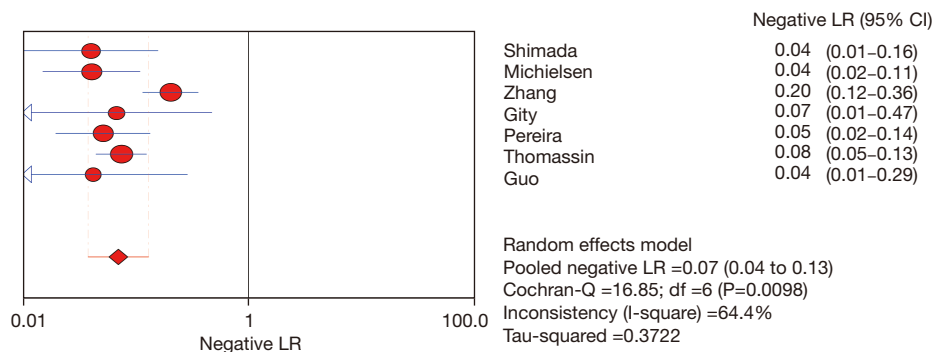 Negative LR (95% CI)
Shimada 0.04 (0.01–0.16)
Michielsen 0.04 (0.02–0.11)
Zhang 0.20 (0.12–0.36)
Gity 0.07 (0.01–0.47)
Pereira 0.05 (0.02–0.14)
Thomassin 0.08 (0.05–0.13)
Guo 0.04 (0.01–0.29)
Random effects model
Pooled negative LR =0.07 (0.04 to 0.13)
Cochran-Q =16.85; df =6 (P=0.0098)
Inconsistency (I-square) =64.4%
Tau-squared =0.3722
0.01 1 100.0
Negative LR